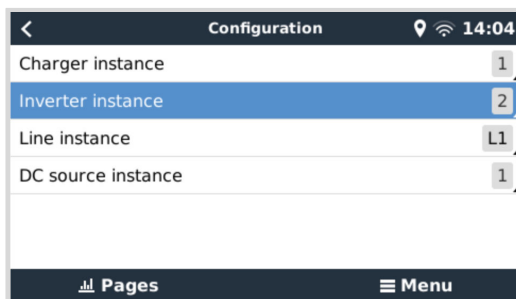 Configuration 14:04
Charger instance 1
Inverter instance 2
Line instance L1
DC source instance 1
Pages Menu